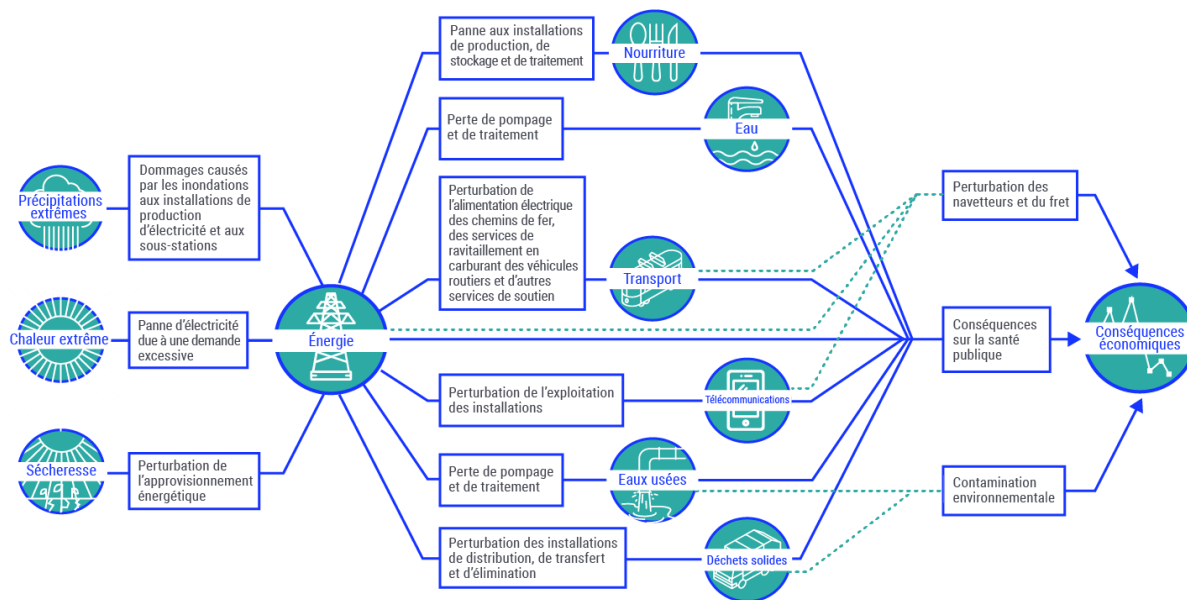 Précipitations
extrêmes
Dommages causés
par les inondations
aux installations de
production
d'électricité et aux
sous-stations
Chaleur extrême
Panne d'électricité
due à une demande
excessive
Sécheresse
Perturbation de
l'approvisionnement
énergétique
Énergie
Panne aux installations
de production, de
stockage et de traitement
Nourriture
Perte de pompage
et de traitement
Eau
Perturbation de
l'alimentation électrique
des chemins de fer,
des services de
ravitaillement en
carburant des véhicules
routiers et d'autres
services de soutien
Transport
Perturbation de l'exploitation
des installations
Télécommunications
Perte de pompage
et de traitement
Eaux usées
Perturbation des installations
de distribution, de transfert
et d'élimination
Déchets solides
Perturbation des
navetteurs et du fret
Conséquences
sur la santé
publique
Contamination
environnementale
Conséquences
économiques